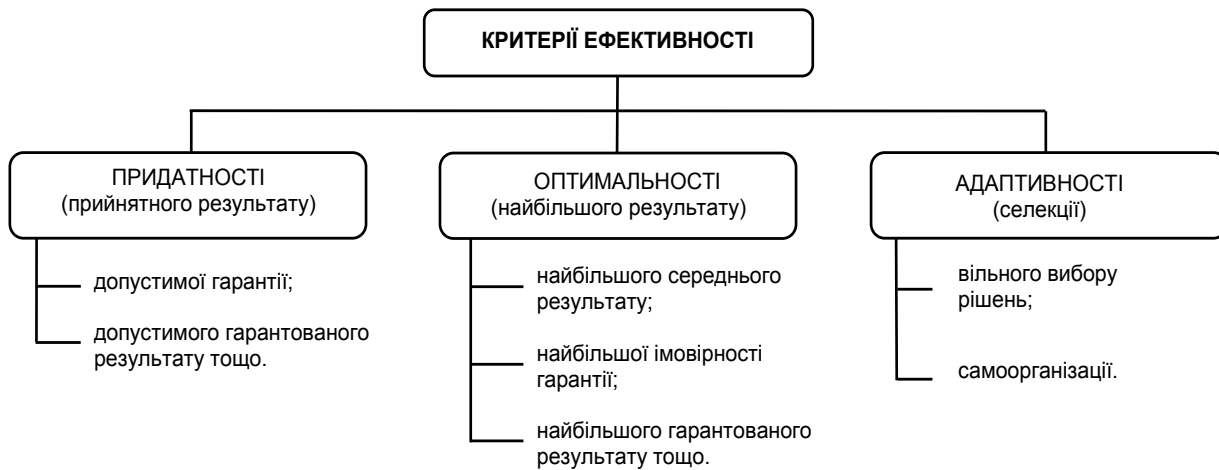 КРИТЕРІЇ ЕФЕКТИВНОСТІ
ПРИДАТНОСТІ
(прийнятного результату)
допустимої гарантії;
допустимого гарантованого
результату тощо.
ОПТИМАЛЬНОСТІ
(найбільшого результату)
найбільшого середнього
результату;
найбільшої імовірності
гарантії;
найбільшого гарантованого
результату тощо.
АДАПТИВНОСТІ
(селекції)
вільного вибору
рішень;
самоорганізації.